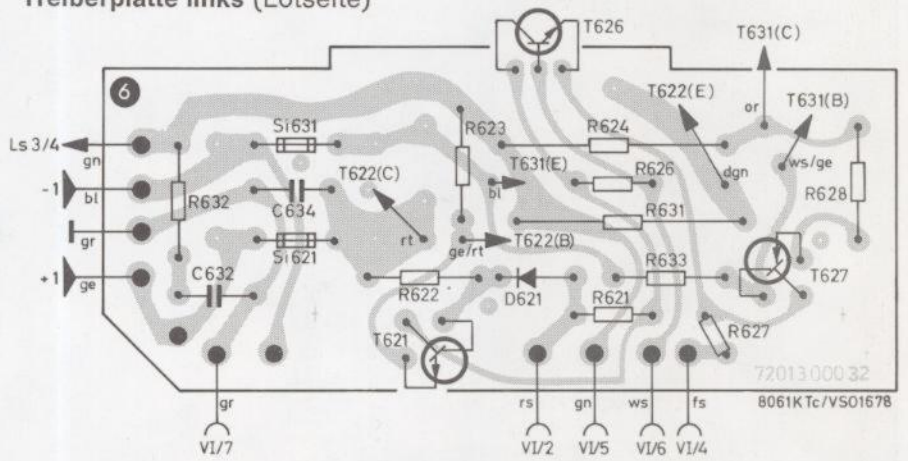 Treiberplatte links (Lötseite)
T626
T631(C)
6
T622(E)
T631(B)
or
Ls 3/4
gn
Si631
R623
R624
-1
bl
R632
T622(C)
T631(E)
bl
R626
dgn
ws/ge
R628
C634
gr
rt
R631
Si621
ge/rt
T622(B)
+1
ge
C632
R622
D621
R633
T627
R621
T621
R627
72013 000 32
8061KTc/VS01678
gr
rs
gn
ws
fs
VI/7
VI/2
VI/5
VI/6
VI/4